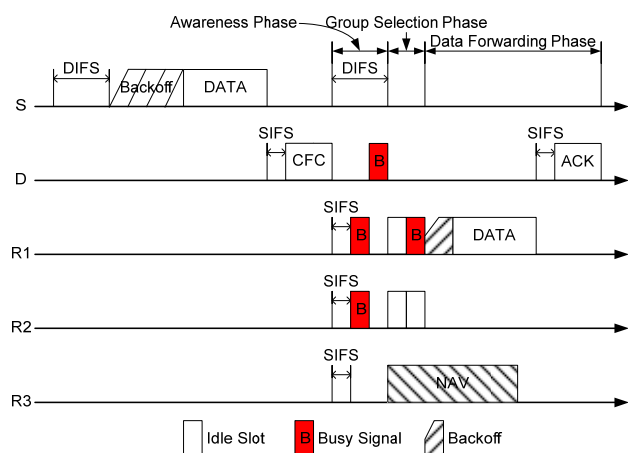 Awareness Phase
Group Selection Phase
Data Forwarding Phase
DIFS
DIFS
Backoff
DATA
S
SIFS
CFC
B
SIFS
ACK
D
SIFS
B
B
DATA
R1
SIFS
B
R2
SIFS
NAV
R3
Idle Slot
B Busy Signal
Backoff